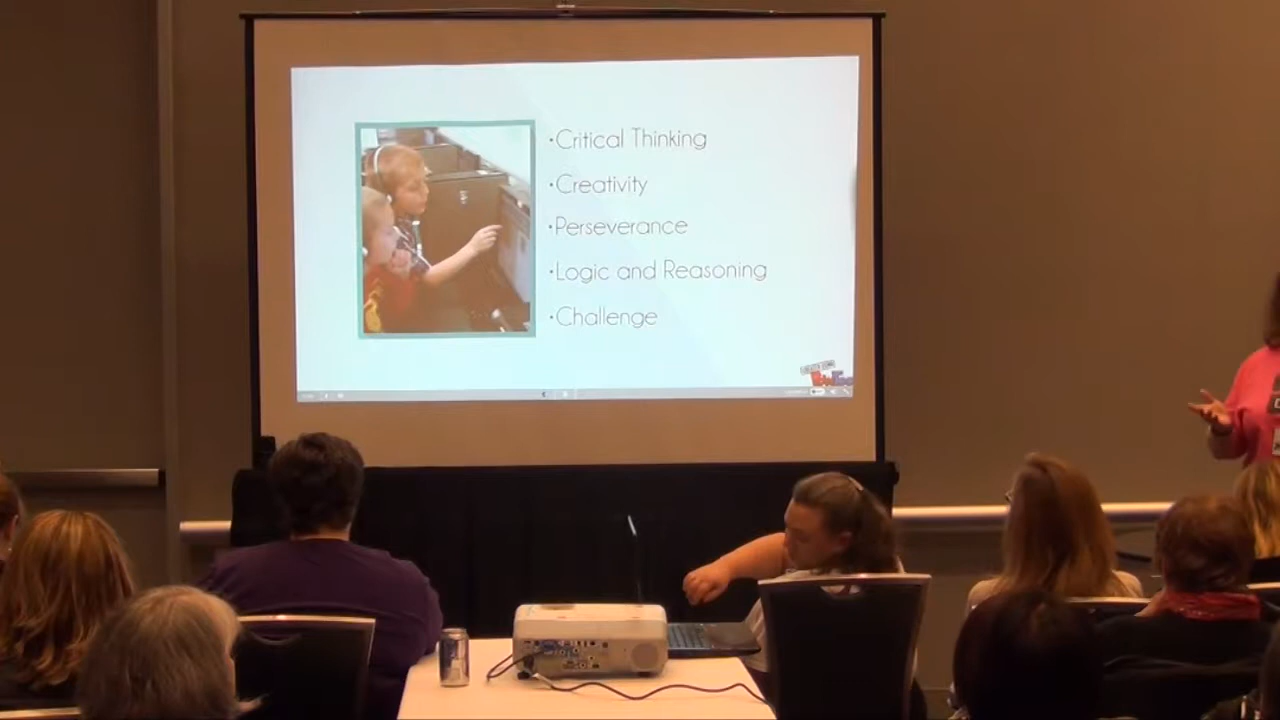 ·Critical Thinking
·Creativity
·Perseverance
·Logic and Reasoning
·Challenge